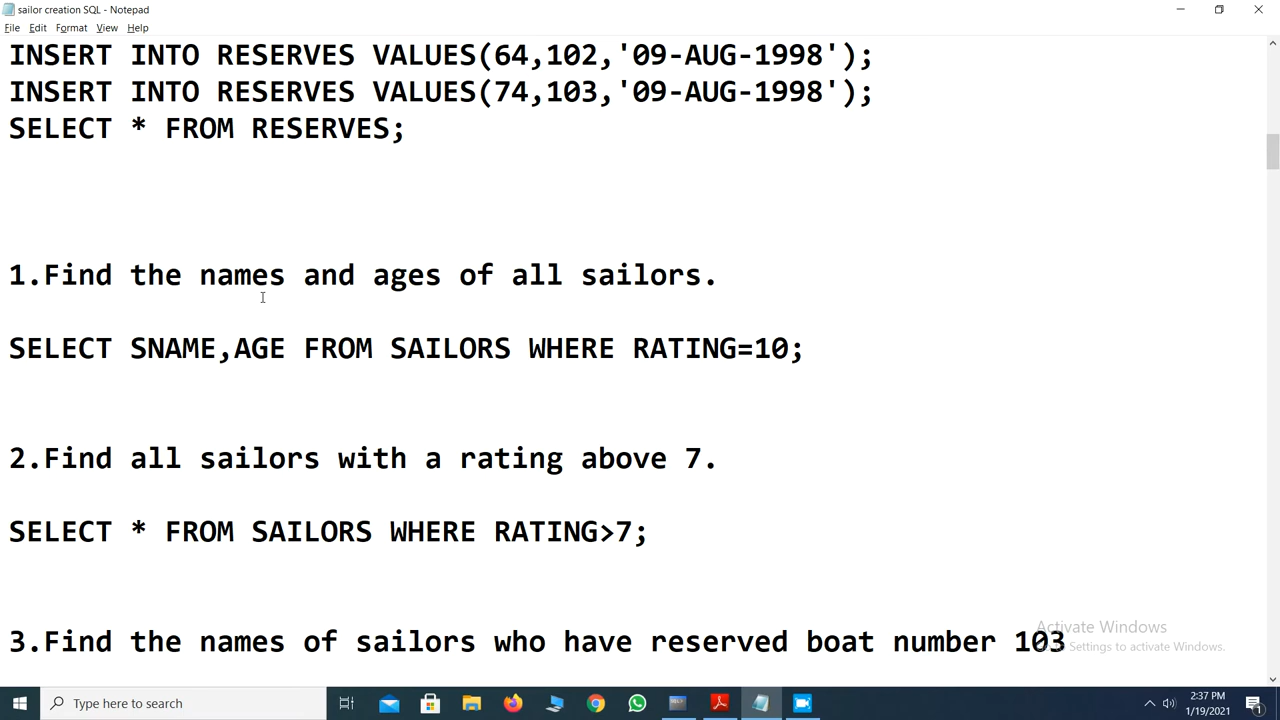 sailor creation SQL - Notepad
File Edit Format View Help
INSERT INTO RESERVES VALUES(64,102,'09-AUG-1998');
INSERT INTO RESERVES VALUES(74,103,'09-AUG-1998');
SELECT * FROM RESERVES;
1.Find the names and ages of all sailors.
SELECT SNAME,AGE FROM SAILORS WHERE RATING=10;
2.Find all sailors with a rating above 7.
SELECT * FROM SAILORS WHERE RATING>7;
3.Find the names of sailors who have reserved boat number 103
Activate Windows
Go to Settings to activate Windows.
Type here to search
2:37 PM
1/19/2021
1